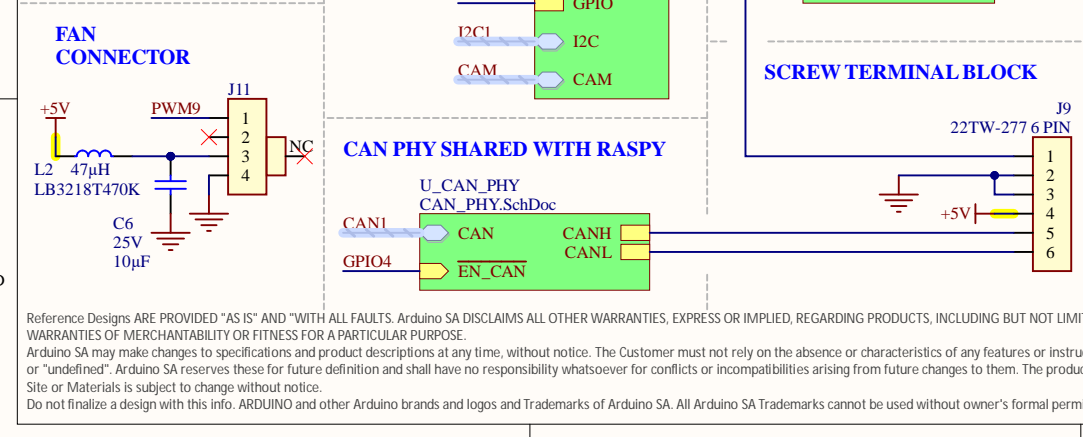 GPIO
I2C1
I2C
CAM
CAM
FAN
CONNECTOR
+5V
PWM9
J11
1
2
3
4
NC
L2 47µH
LB3218T470K
C6
25V
10µF
CAN PHY SHARED WITH RASPY
U_CAN_PHY
CAN_PHY.SchDoc
CAN1
CAN
CANH
CANL
GPIO4
EN_CAN
SCREW TERMINAL BLOCK
J9
22TW-277 6 PIN
1
2
3
+5V
4
5
6
Reference Designs ARE PROVIDED "AS IS" AND "WITH ALL FAULTS. Arduino SA DISCLAIMS ALL OTHER WARRANTIES, EXPRESS OR IMPLIED, REGARDING PRODUCTS, INCLUDING BUT NOT LIMI
WARRANTIES OF MERCHANTABILITY OR FITNESS FOR A PARTICULAR PURPOSE.
Arduino SA may make changes to specifications and product descriptions at any time, without notice. The Customer must not rely on the absence or characteristics of any features or instru
or "undefined". Arduino SA reserves these for future definition and shall have no responsibility whatsoever for conflicts or incompatibilities arising from future changes to them. The produc
Site or Materials is subject to change without notice.
Do not finalize a design with this info. ARDUINO and other Arduino brands and logos and Trademarks of Arduino SA. All Arduino SA Trademarks cannot be used without owner's formal permi